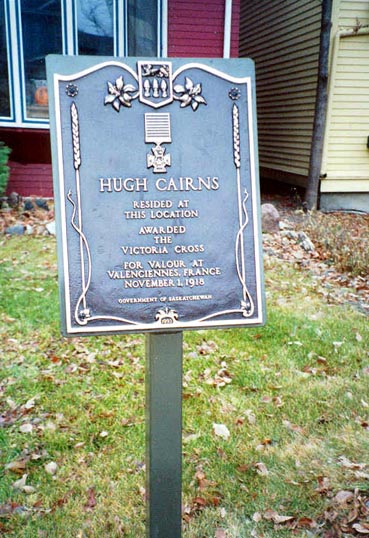 HUGH CAIRNS
RESIDED AT
THIS LOCATION
AWARDED
THE
VICTORIA CROSS
FOR VALOUR AT
VALENCIENNES, FRANCE
NOVEMBER 1, 1918
GOVERNMENT OF SASKATCHEWAN